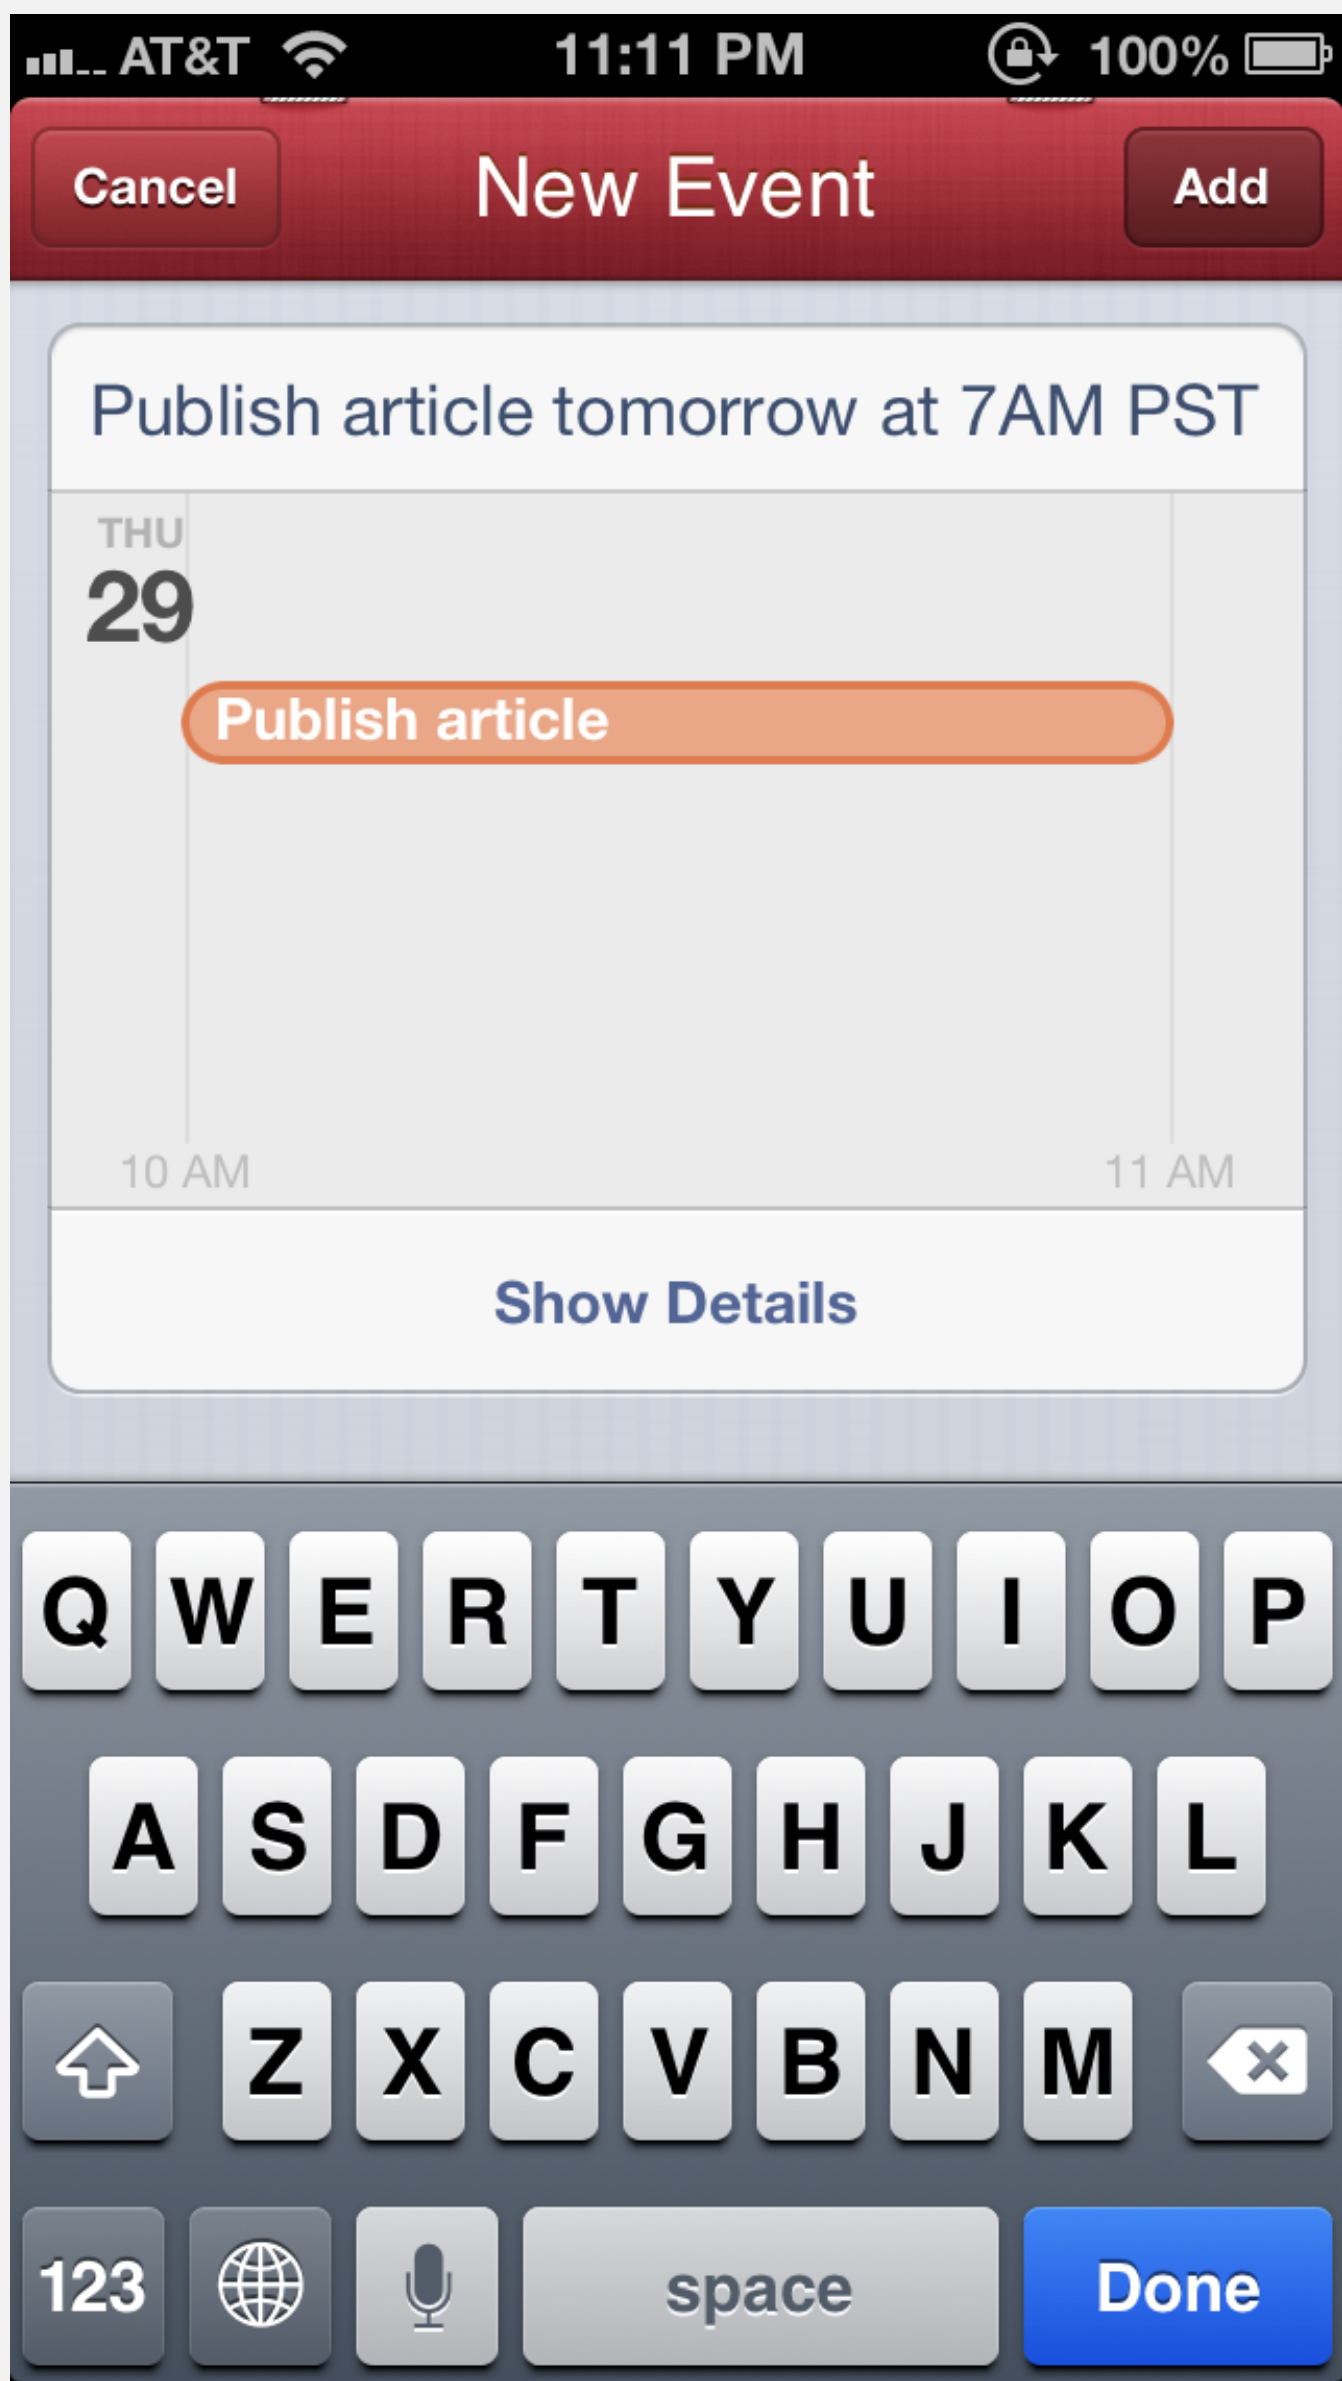 AT&T 11:11 PM 100%
Cancel New Event Add
Publish article tomorrow at 7AM PST
THU
29
Publish article
10 AM 11 AM
Show Details
Q W E R T Y U I O P
A S D F G H J K L
Z X C V B N M
123 space Done